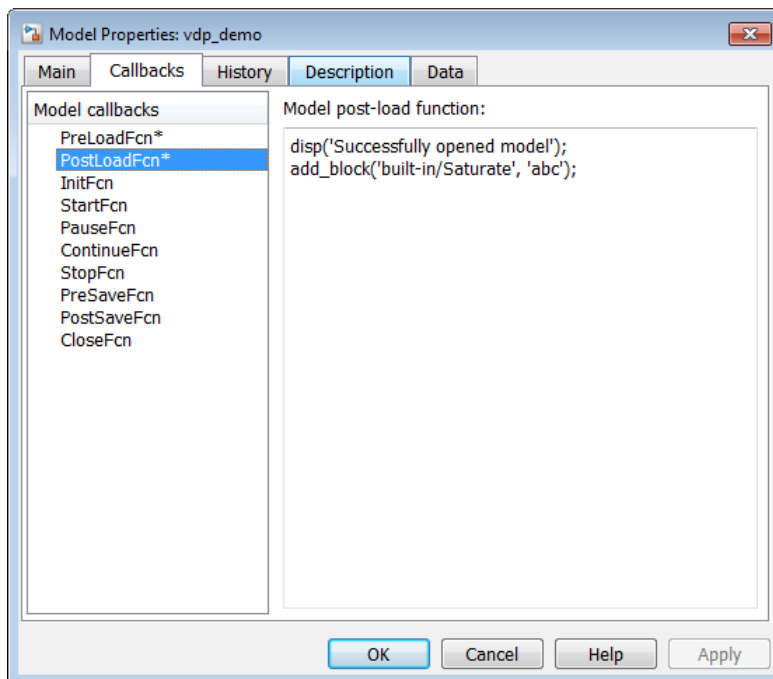 Model Properties: vdp_demo
Main Callbacks History Description Data
Model callbacks
PreLoadFcn*
PostLoadFcn*
InitFcn
StartFcn
PauseFcn
ContinueFcn
StopFcn
PreSaveFcn
PostSaveFcn
CloseFcn
Model post-load function:
disp('Successfully opened model');
add_block('built-in/Saturate', 'abc');
OK Cancel Help Apply